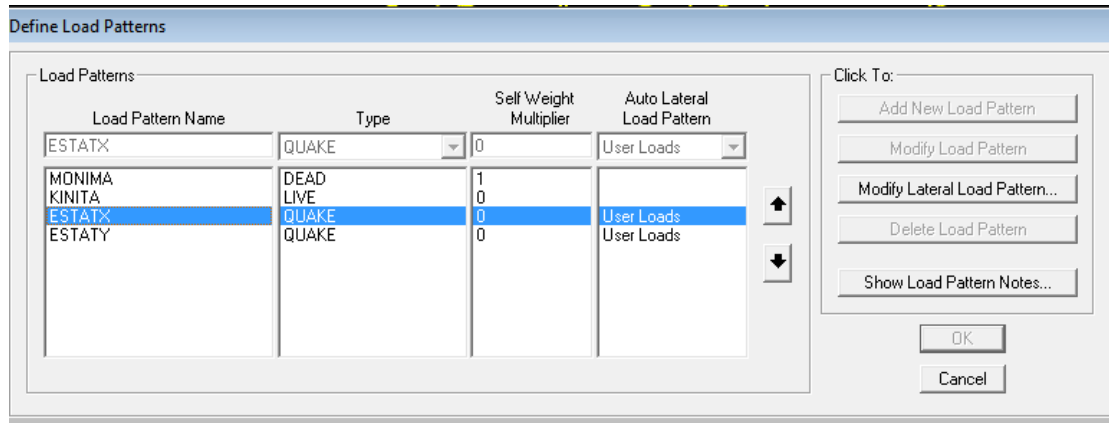 Define Load Patterns
Load Patterns
Click To:
Load Pattern Name Type Self Weight Multiplier Auto Lateral Load Pattern
ESTATX QUAKE 0 User Loads
MONIMA DEAD 1
KINITA LIVE 0
ESTATX QUAKE 0 User Loads
ESTATY QUAKE 0 User Loads
Add New Load Pattern
Modify Load Pattern
Modify Lateral Load Pattern...
Delete Load Pattern
Show Load Pattern Notes...
OK
Cancel